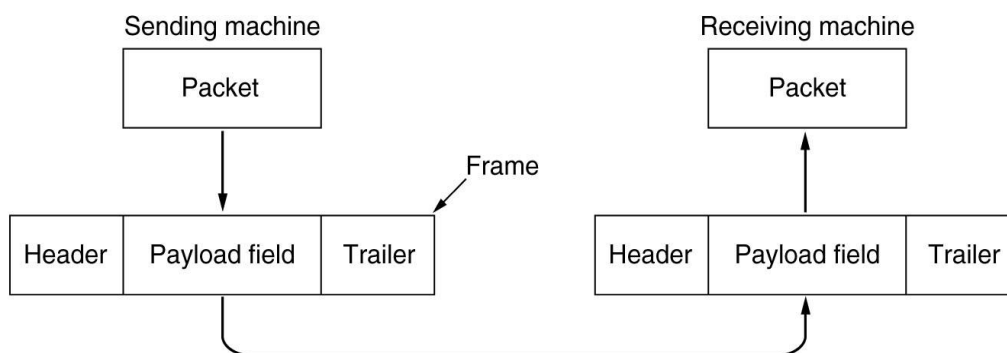 Sending machine
Receiving machine
Packet
Packet
Frame
Header Payload field Trailer
Header Payload field Trailer